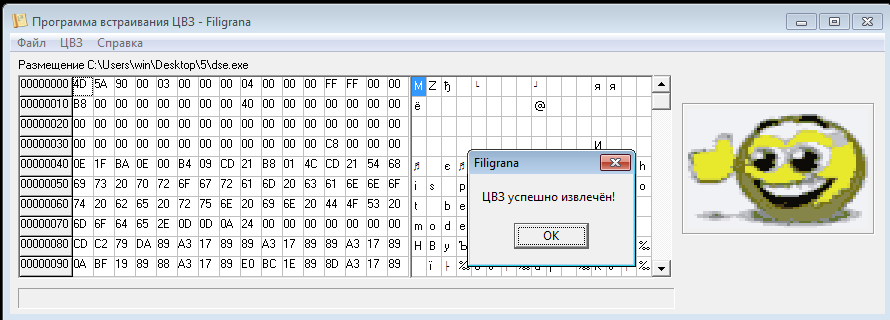 Программа встраивания ЦВЗ - Filigrana
Файл ЦВЗ Справка
Размещение C:\Users\win\Desktop\5\dse.exe
00000000 4D 5A 90 00 03 00 00 00 04 00 00 00 FF FF 00 00 M Z ђ └ ┘ я я
00000010 B8 00 00 00 00 00 00 00 40 00 00 00 00 00 00 00 ё @
00000020 00 00 00 00 00 00 00 00 00 00 00 00 00 00 00 00
00000030 00 00 00 00 00 00 00 00 00 00 00 00 C8 00 00 00 И
00000040 0E 1F BA 0E 00 B4 09 CD 21 B8 01 4C CD 21 54 68 ♬ є ♬ h
00000050 69 73 20 70 72 6F 67 72 61 6D 20 63 61 6E 6E 6F i s p o
00000060 74 20 62 65 20 72 75 6E 20 69 6E 20 44 4F 53 20 t b e
00000070 6D 6F 64 65 2E 0D 0D 0A 24 00 00 00 00 00 00 00 m o d e
00000080 CD C2 79 DA 89 A3 17 89 89 A3 17 89 89 A3 17 89 Н В y Ъ ‰
00000090 0A BF 19 89 88 A3 17 89 E0 BC 1E 89 8D A3 17 89 ї ├ ‰
Filigrana
ЦВЗ успешно извлечён!
OK